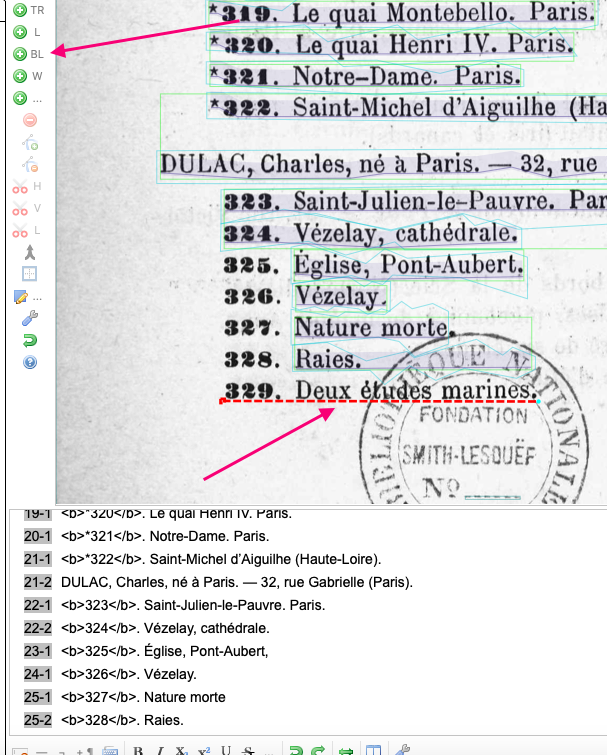 TR
L
BL
W
...
H
V
L
...
*319. Le quai Montebello. Paris.
*320. Le quai Henri IV. Paris.
*321. Notre-Dame. Paris.
*322. Saint-Michel d'Aiguilhe (Ha
DULAC, Charles, né à Paris. — 32, rue
323. Saint-Julien-le-Pauvre. Par
324. Vézelay, cathédrale.
325. Église, Pont-Aubert.
326. Vézelay.
327. Nature morte.
328. Raies.
329. Deux études marines.
BIBLIOTHÈQUE NATIONALE
FONDATION
SMITH-LESOUËF
No
19-1 <b>*320</b>. Le quai Henri IV. Paris.
20-1 <b>*321</b>. Notre-Dame. Paris.
21-1 <b>*322</b>. Saint-Michel d'Aiguilhe (Haute-Loire).
21-2 DULAC, Charles, né à Paris. — 32, rue Gabrielle (Paris).
22-1 <b>323</b>. Saint-Julien-le-Pauvre. Paris.
22-2 <b>324</b>. Vézelay, cathédrale.
23-1 <b>325</b>. Église, Pont-Aubert,
24-1 <b>326</b>. Vézelay.
25-1 <b>327</b>. Nature morte
25-2 <b>328</b>. Raies.
B I X₂ X² U S